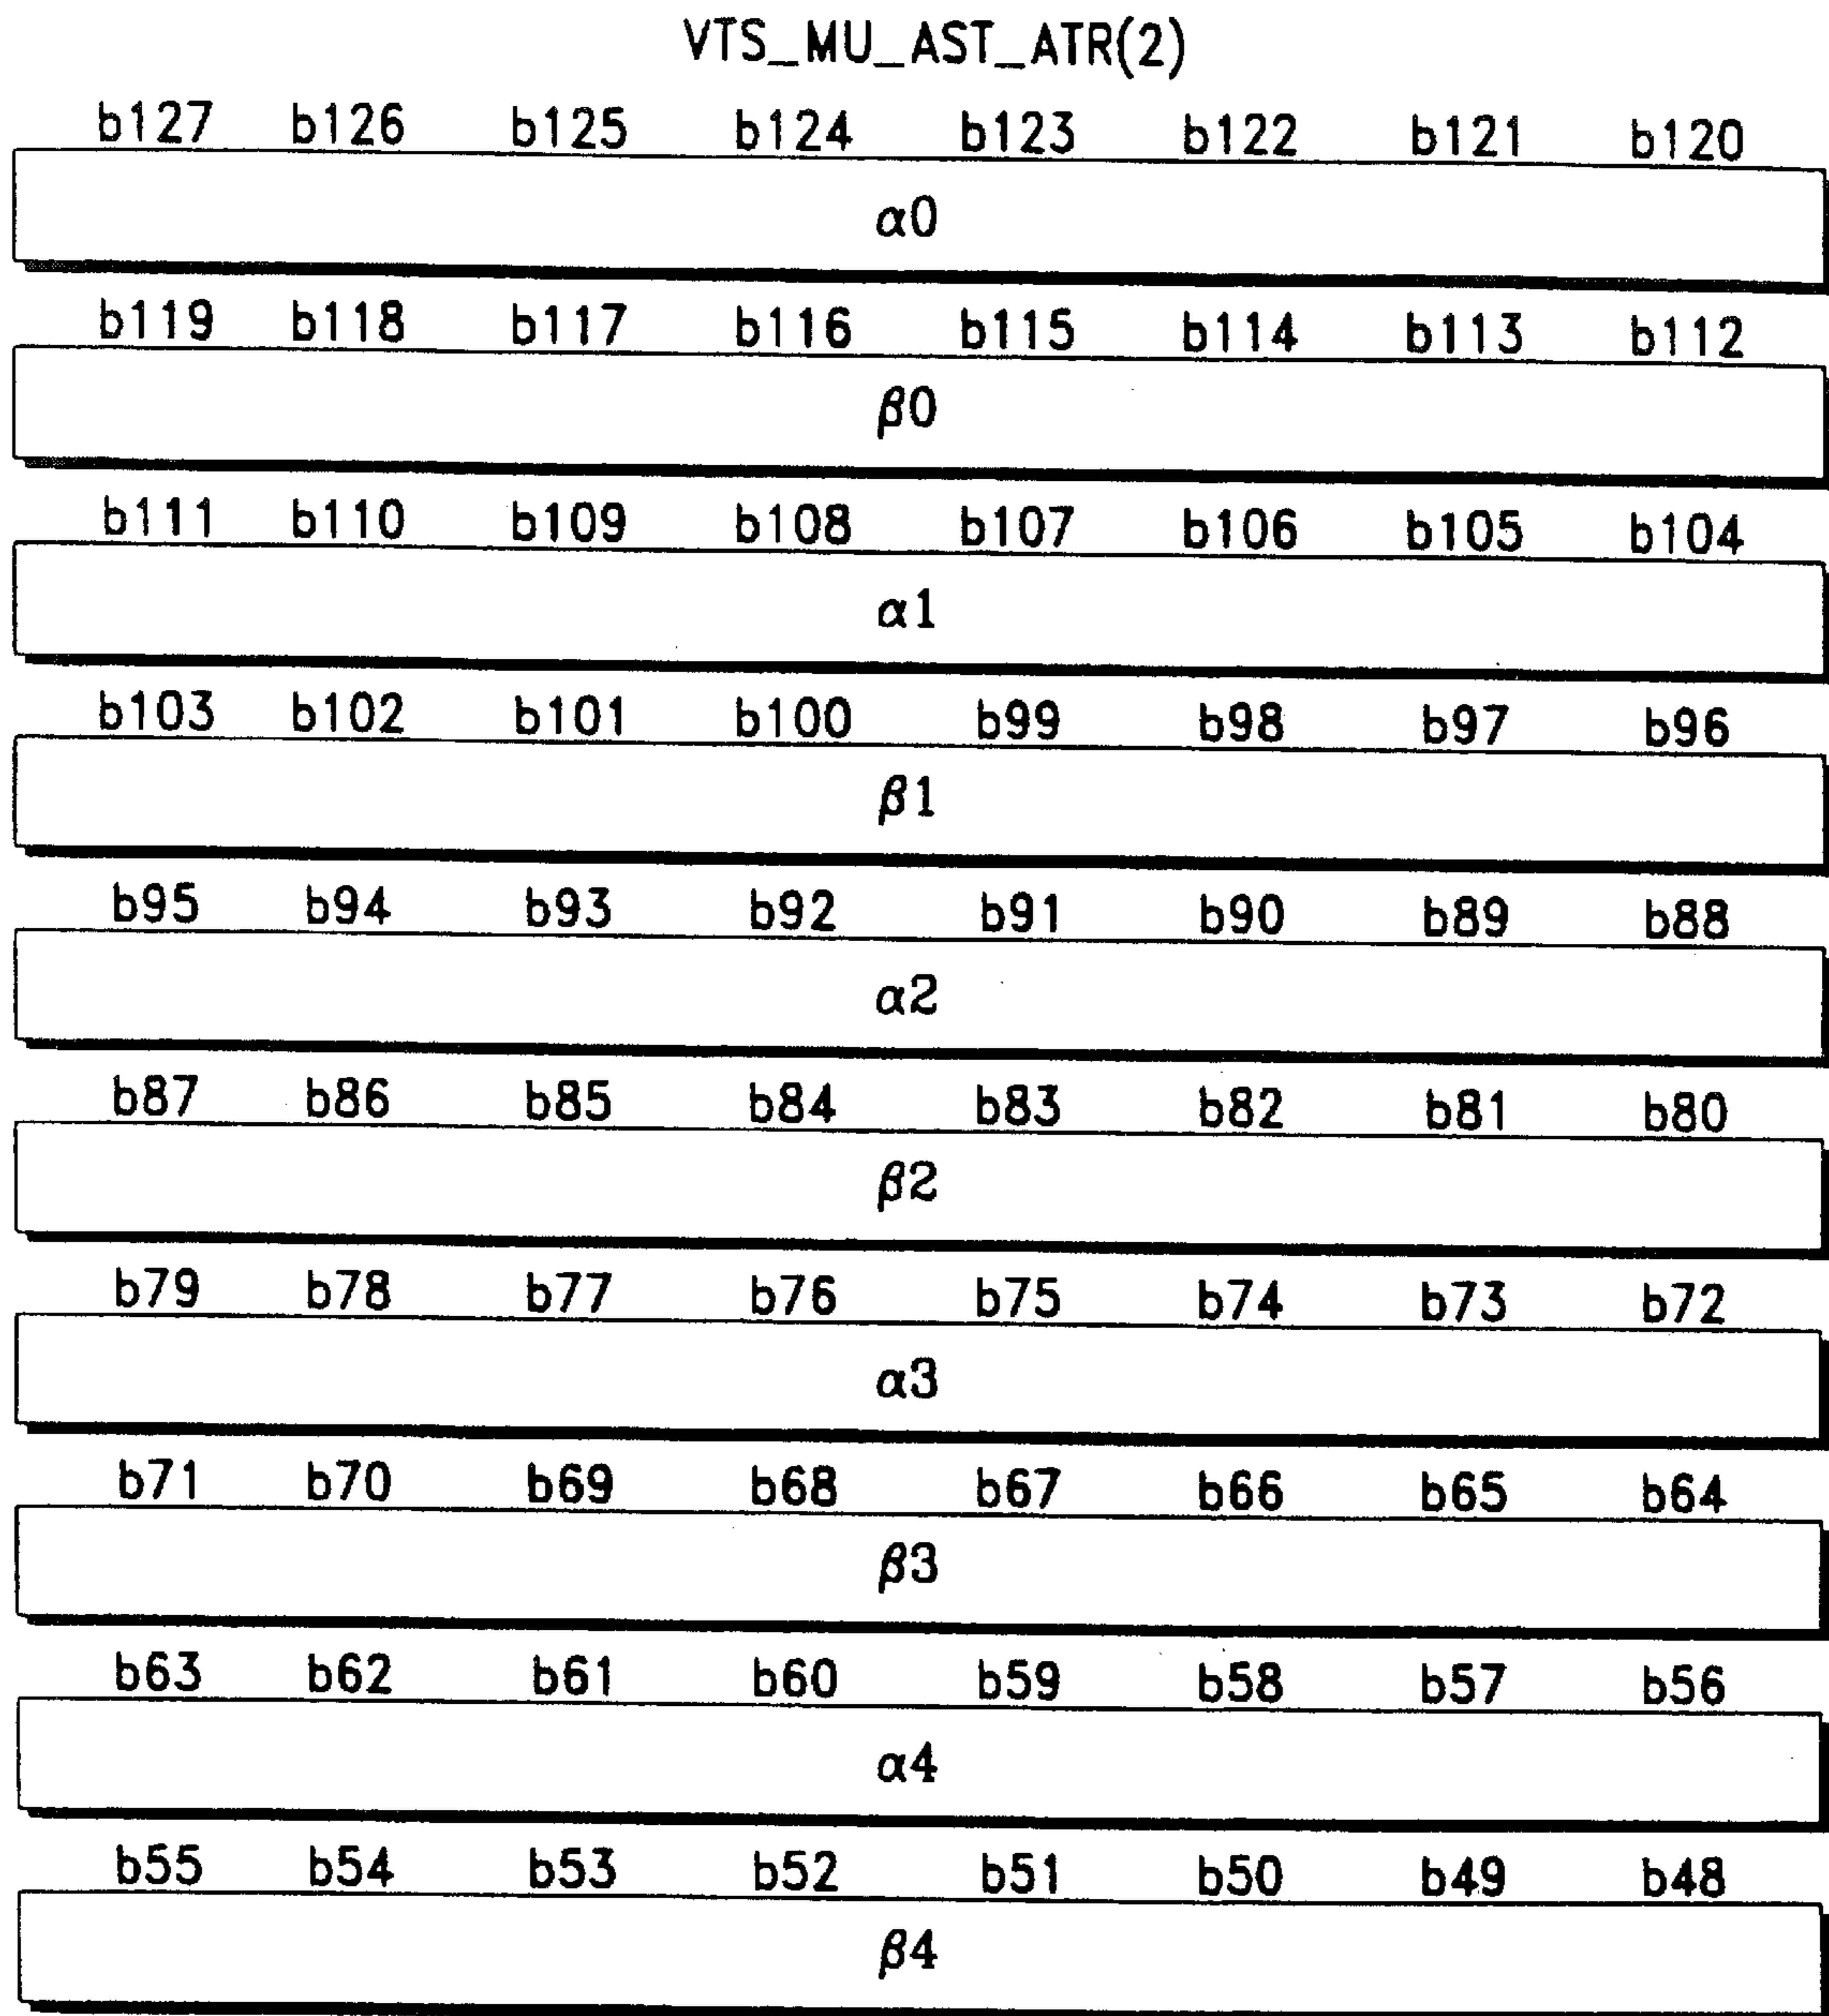 VTS_MU_AST_ATR(2)
b127 b126 b125 b124 b123 b122 b121 b120
α0
b119 b118 b117 b116 b115 b114 b113 b112
β0
b111 b110 b109 b108 b107 b106 b105 b104
α1
b103 b102 b101 b100 b99 b98 b97 b96
β1
b95 b94 b93 b92 b91 b90 b89 b88
α2
b87 b86 b85 b84 b83 b82 b81 b80
β2
b79 b78 b77 b76 b75 b74 b73 b72
α3
b71 b70 b69 b68 b67 b66 b65 b64
β3
b63 b62 b61 b60 b59 b58 b57 b56
α4
b55 b54 b53 b52 b51 b50 b49 b48
β4